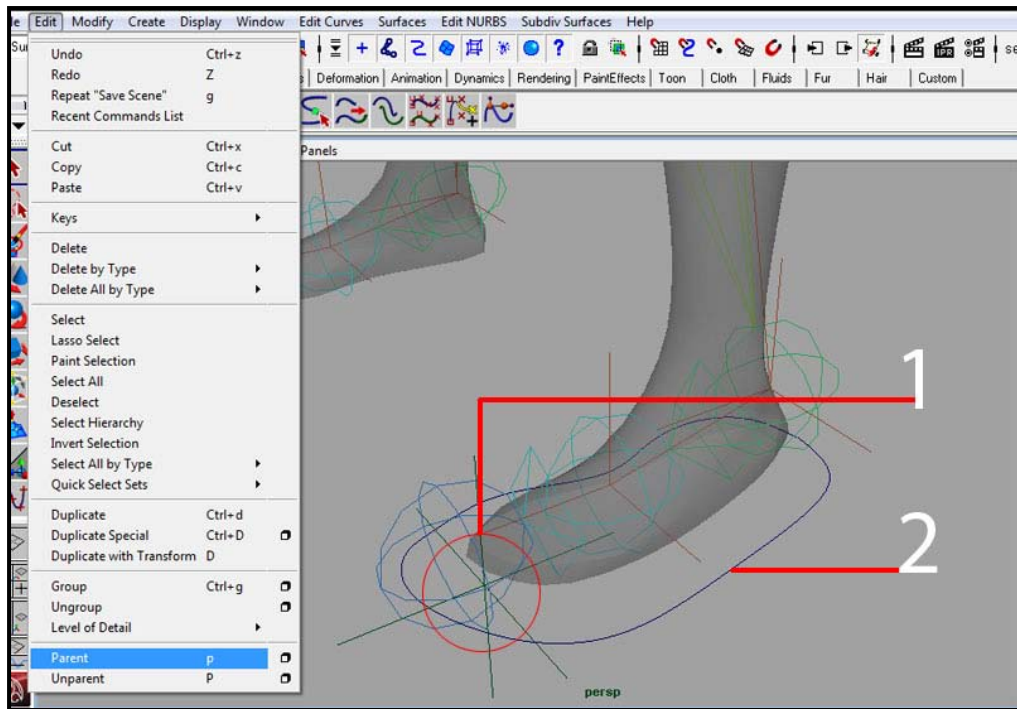 le Edit Modify Create Display Window Edit Curves Surfaces Edit NURBS Subdiv Surfaces Help
Sur
se
Deformation Animation Dynamics Rendering PaintEffects Toon Cloth Fluids Fur Hair Custom
Panels
Undo Ctrl+z
Redo Z
Repeat "Save Scene" g
Recent Commands List
Cut Ctrl+x
Copy Ctrl+c
Paste Ctrl+v
Keys
Delete
Delete by Type
Delete All by Type
Select
Lasso Select
Paint Selection
Select All
Deselect
Select Hierarchy
Invert Selection
Select All by Type
Quick Select Sets
Duplicate Ctrl+d
Duplicate Special Ctrl+D
Duplicate with Transform D
Group Ctrl+g
Ungroup
Level of Detail
Parent p
Unparent P
1
2
persp